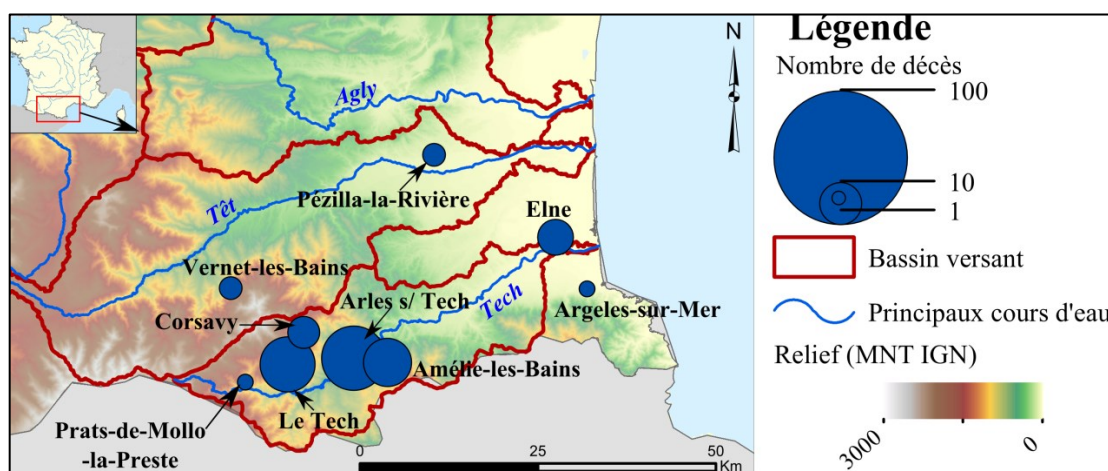 Agly
Pézilla-la-Rivière
Têt
Elne
Vernet-les-Bains
Arles s/ Tech
Tech
Corsavy
Argeles-sur-Mer
Amélie-les-Bains
Le Tech
Prats-de-Mollo
-la-Preste
N
0 25 50
Km
Légende
Nombre de décès
100
10
1
Bassin versant
Principaux cours d'eau
Relief (MNT IGN)
3000 0